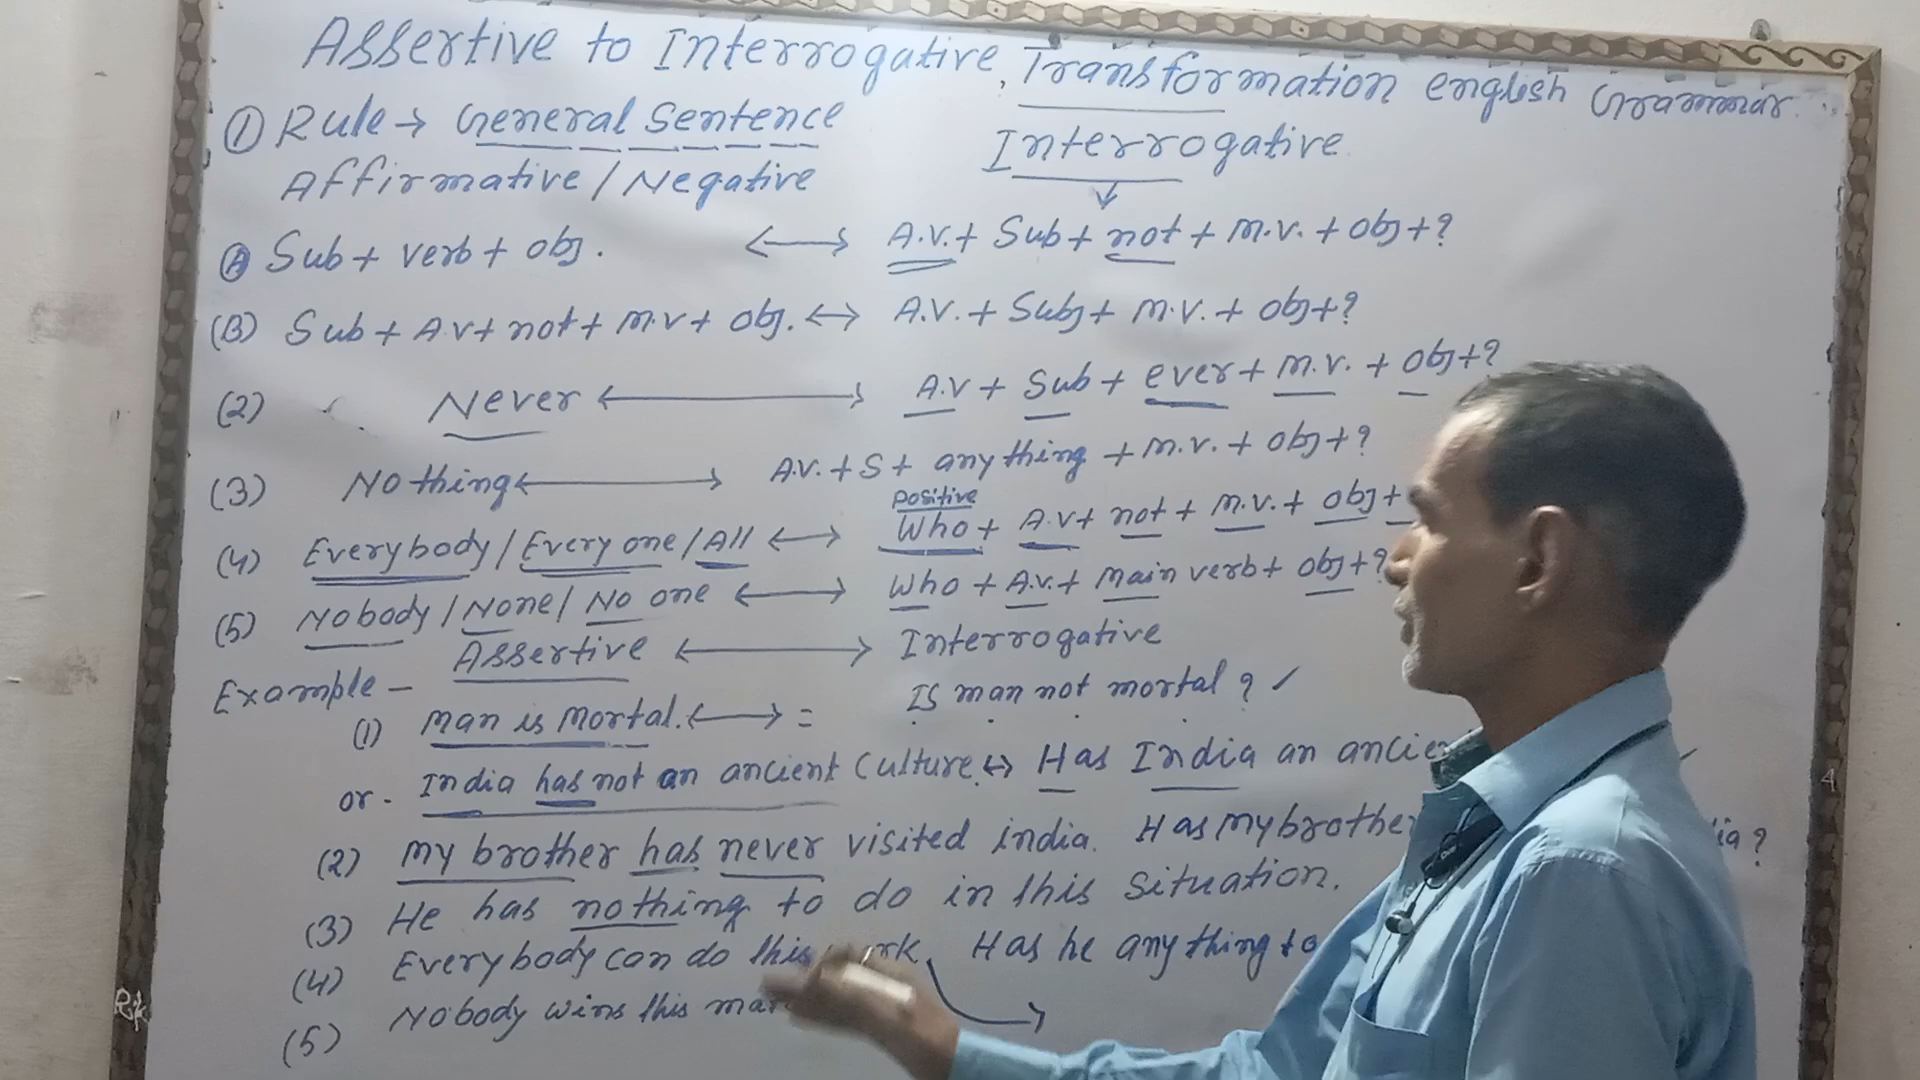 Assertive to Interrogative, Transformation english Grammar.
① Rule → General Sentence Interrogative
Affirmative / Negative
Ⓐ Sub + verb + obj. ↔ A.V. + Sub + not + m.v. + obj + ?
(B) Sub + A.v + not + m.v + obj. ↔ A.V. + Subj + m.v. + obj + ?
(2) Never ↔ A.v + Sub + ever + m.v. + obj + ?
(3) Nothing ↔ A.v. + S + anything + m.v. + obj + ?
positive
(4) Everybody / Every one / All ↔ Who + A.v + not + m.v. + obj +
(5) Nobody / None / No one ↔ Who + A.v. + main verb + obj + ?
Assertive ↔ Interrogative
Example –
(1) Man is mortal. ↔ = Is man not mortal ? ✓
or - India has not an ancient culture. ↔ Has India an
(2) My brother has never visited india. Has my ?
(3) He has nothing to do in this situation.
Has he anything to
(4) Everybody can do this
(5) Nobody wins this
Rk